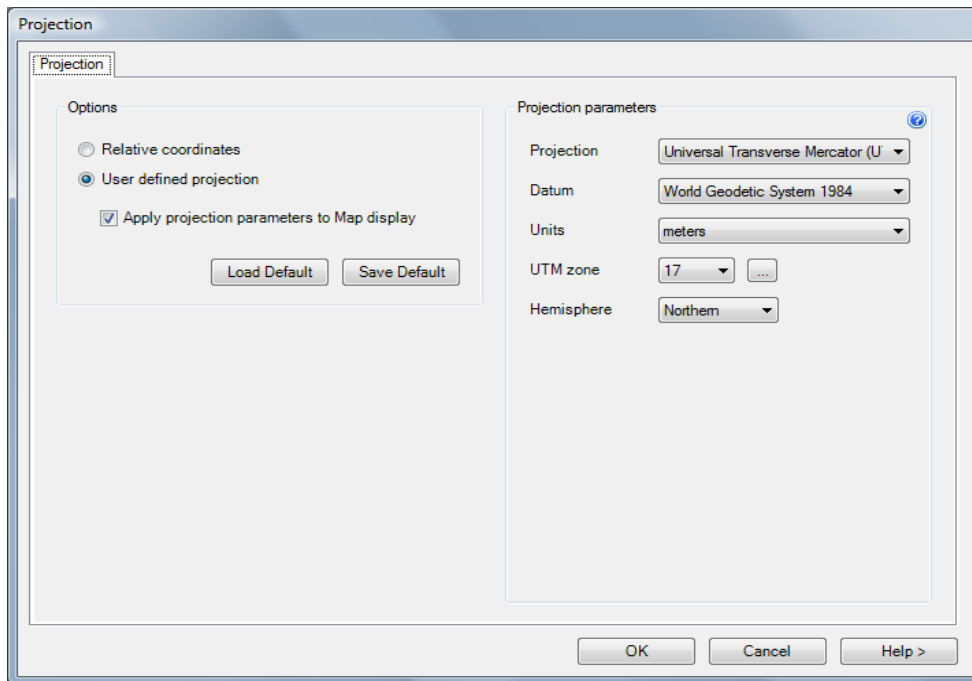 Projection
Projection
Options
Relative coordinates
User defined projection
Apply projection parameters to Map display
Load Default
Save Default
Projection parameters
?
Projection
Universal Transverse Mercator (U
Datum
World Geodetic System 1984
Units
meters
UTM zone
17
...
Hemisphere
Northern
OK
Cancel
Help >